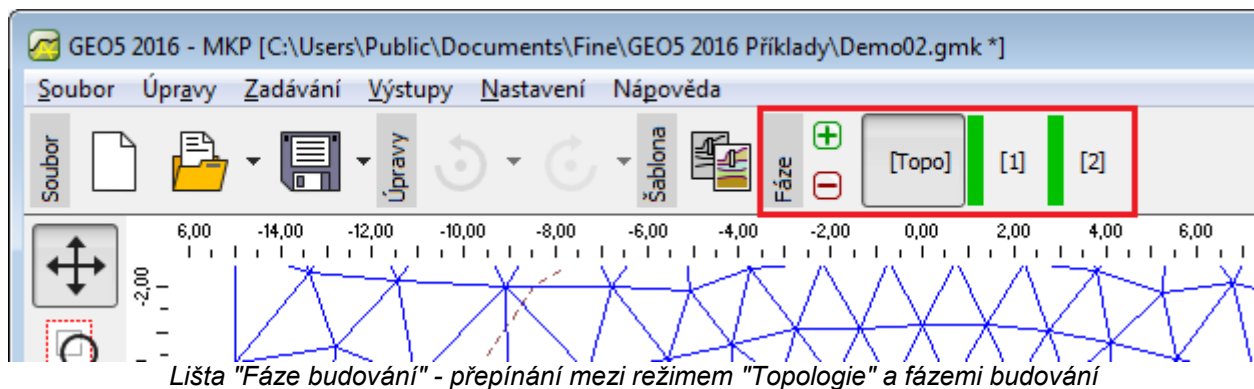 GEO5 2016 - MKP [C:\Users\Public\Documents\Fine\GEO5 2016 Příklady\Demo02.gmk *]
Soubor Úpravy Zadávání Výstupy Nastavení Nápověda
Soubor
Úpravy
Šablona
Fáze
[Topo] [1] [2]
6,00 -14,00 -12,00 -10,00 -8,00 -6,00 -4,00 -2,00 0,00 2,00 4,00 6,00
-2,00
Lišta "Fáze budování" - přepínání mezi režimem "Topologie" a fázemi budování